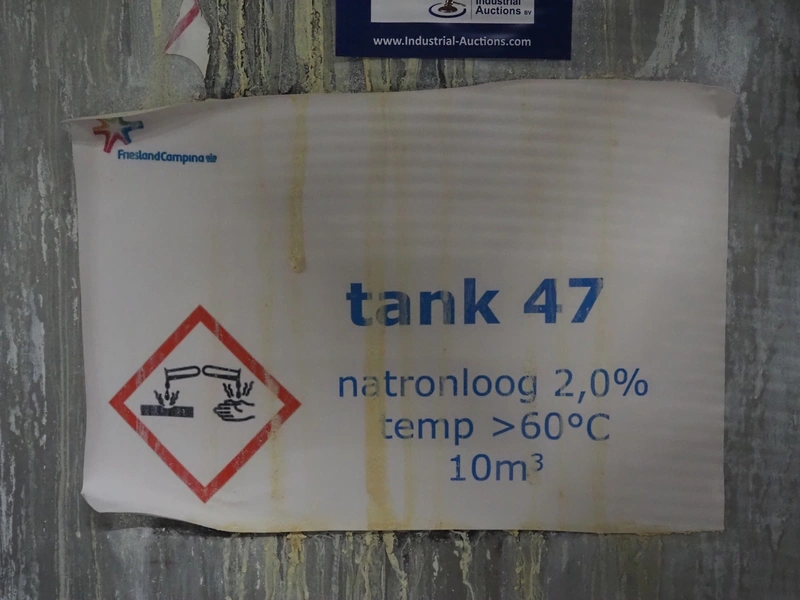 Industrial
Auctions BV
www.Industrial-Auctions.com
FrieslandCampina
tank 47
natronloog 2,0%
temp >60°C
10m³